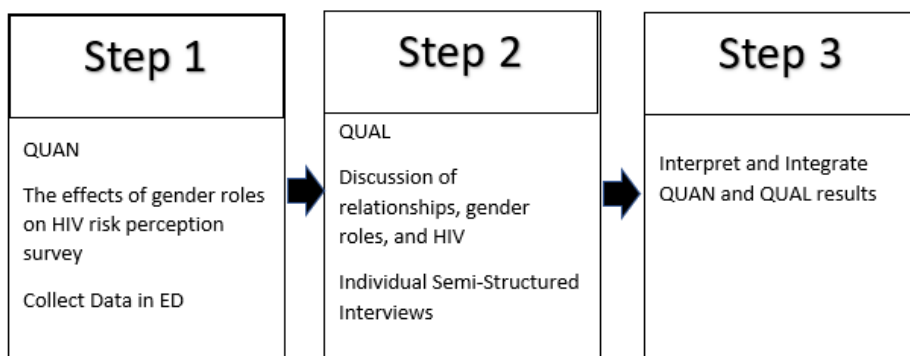 Step 1
QUAN
The effects of gender roles
on HIV risk perception
survey
Collect Data in ED
Step 2
QUAL
Discussion of
relationships, gender
roles, and HIV
Individual Semi-Structured
Interviews
Step 3
Interpret and Integrate
QUAN and QUAL results